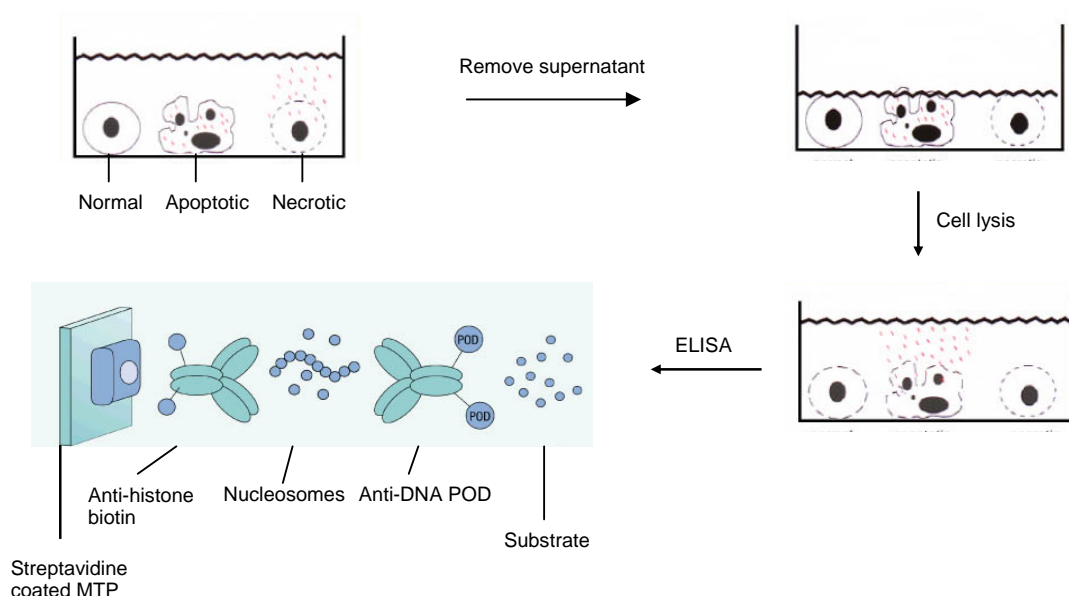 Remove supernatant
Normal
Apoptotic
Necrotic
Cell lysis
ELISA
POD
POD
Anti-histone
biotin
Nucleosomes
Anti-DNA POD
Substrate
Streptavidine
coated MTP